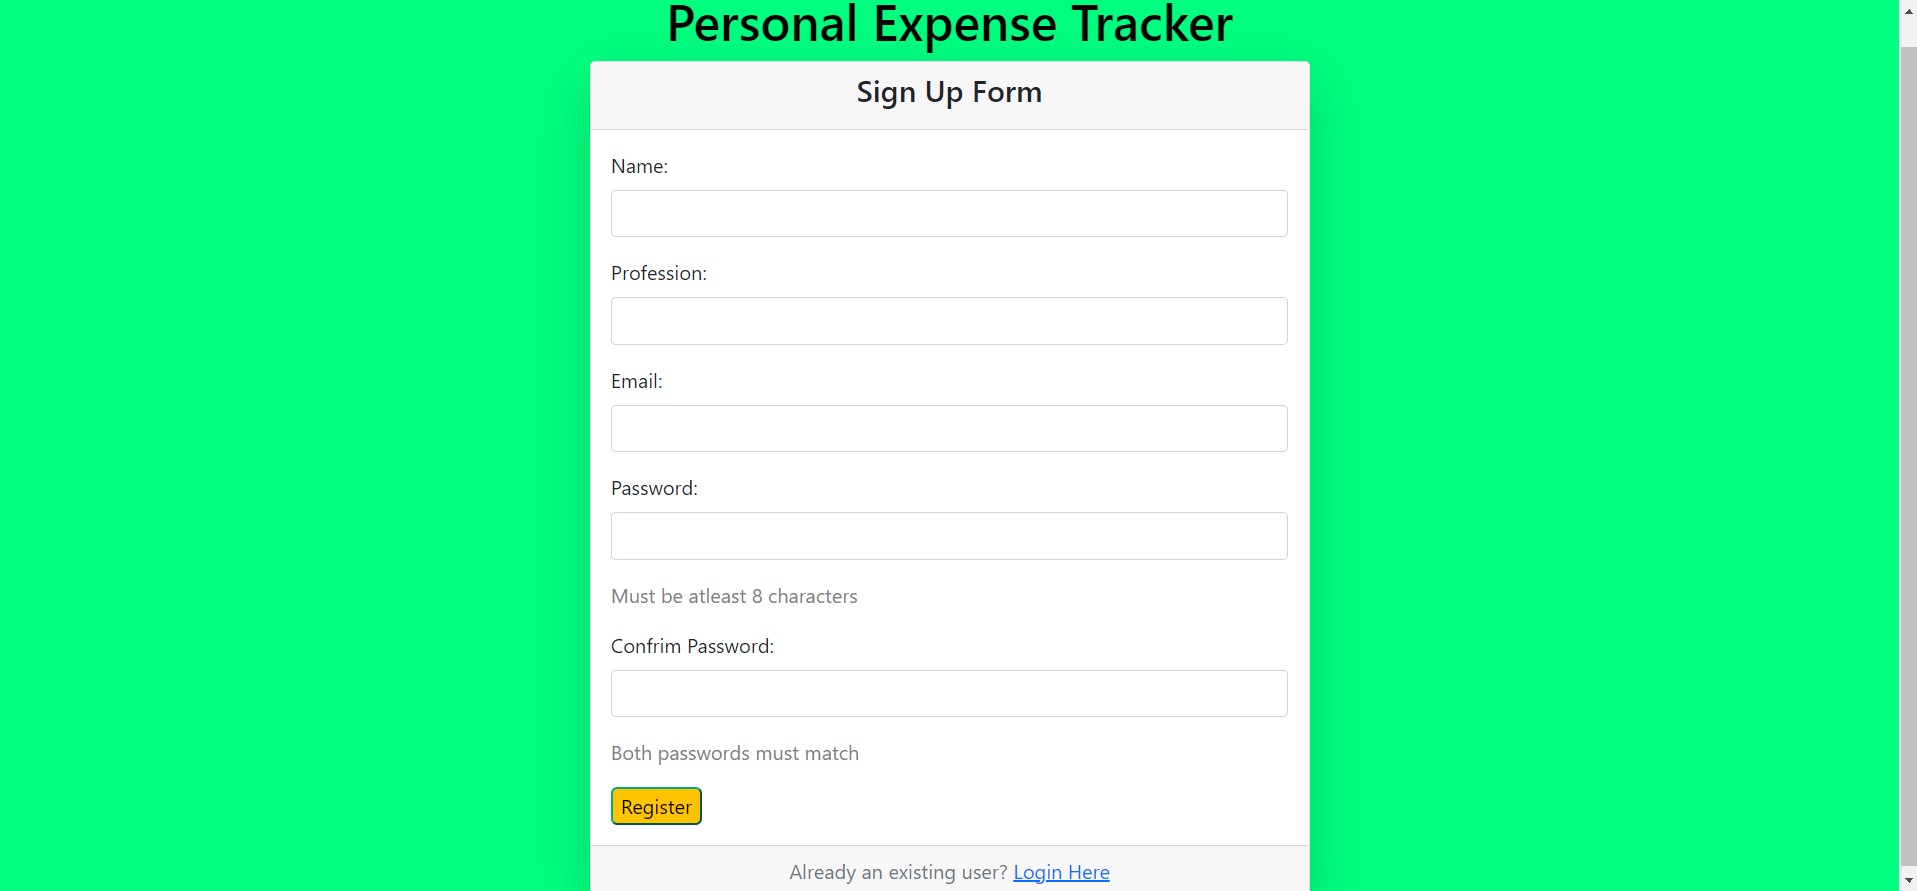 Personal Expense Tracker
Sign Up Form
Name:
Profession:
Email:
Password:
Must be atleast 8 characters
Confrim Password:
Both passwords must match
Register
Already an existing user? Login Here